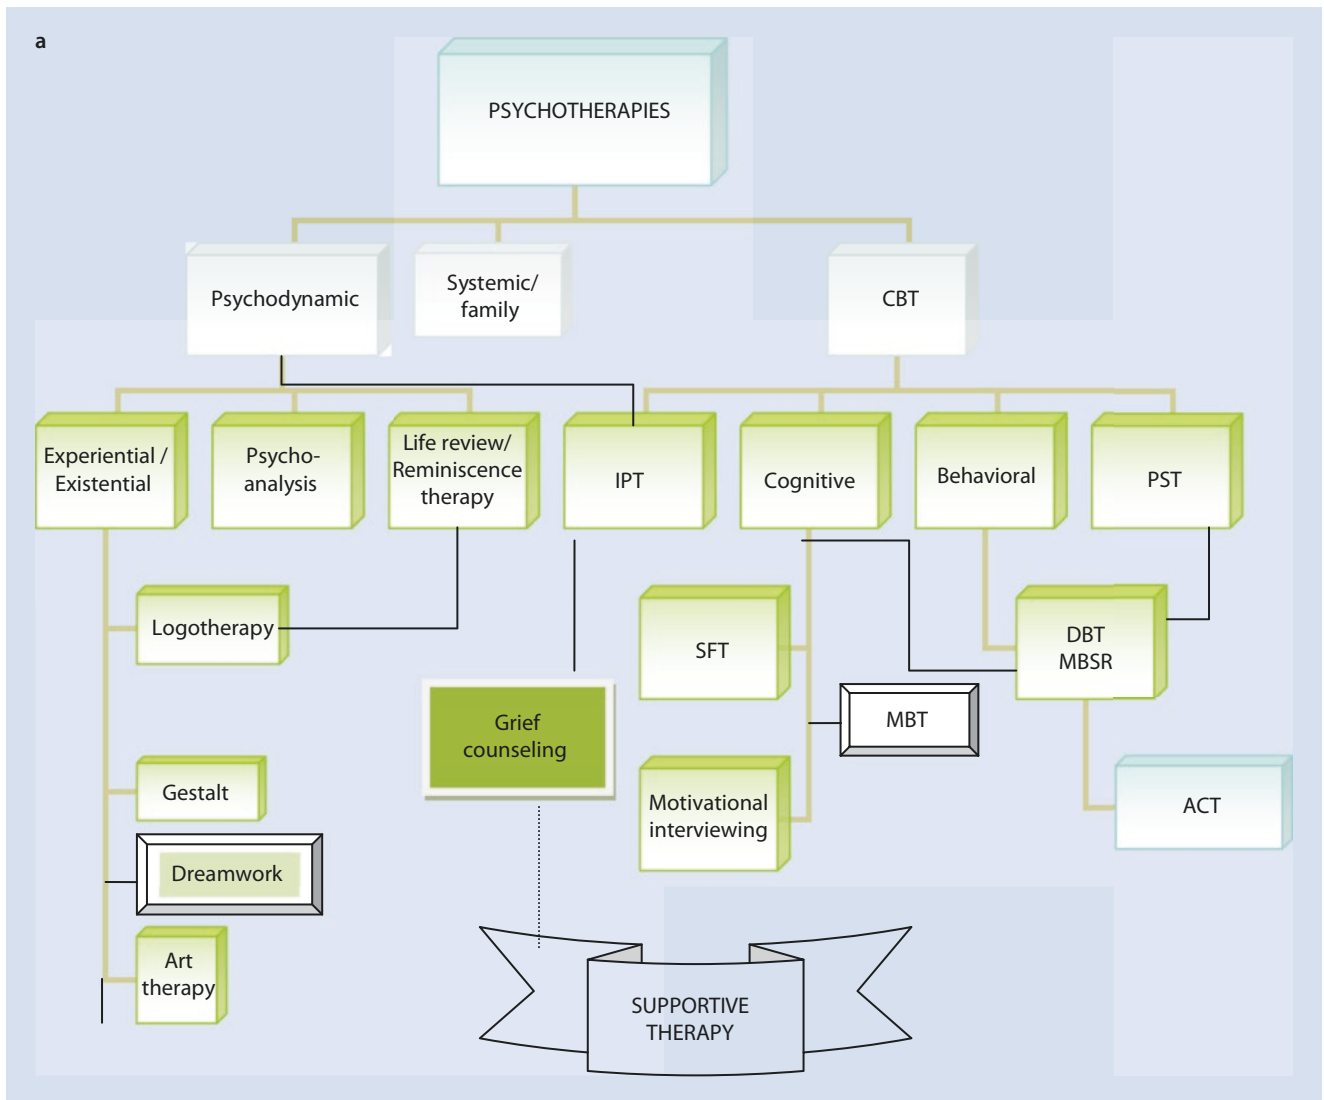 a
PSYCHOTHERAPIES
Psychodynamic
Systemic/
family
CBT
Experiential /
Existential
Psycho-
analysis
Life review/
Reminiscence
therapy
IPT
Cognitive
Behavioral
PST
Logotherapy
SFT
DBT
MBSR
Grief
counseling
MBT
Gestalt
Motivational
interviewing
ACT
Dreamwork
Art
therapy
SUPPORTIVE
THERAPY